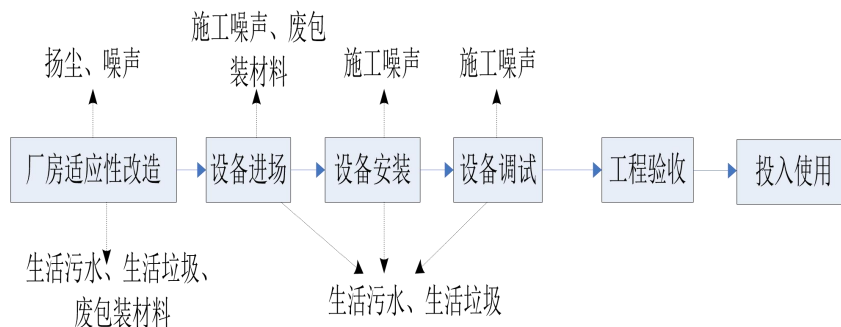 施工噪声、废包
装材料
扬尘、噪声
施工噪声
施工噪声
厂房适应性改造
设备进场
设备安装
设备调试
工程验收
投入使用
生活污水、生活垃圾、
废包装材料
生活污水、生活垃圾